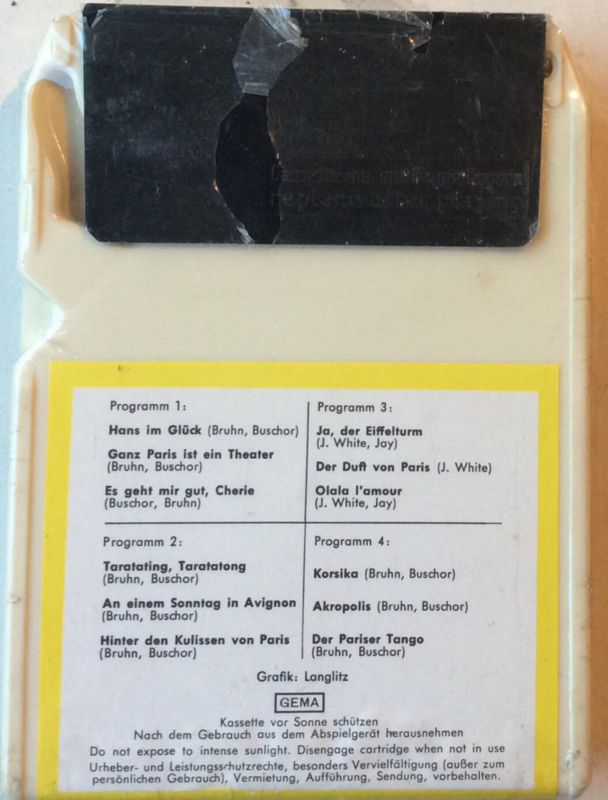 replace after playing
Programm 1:
Hans im Glück (Bruhn, Buschor)
Ganz Paris ist ein Theater
(Bruhn, Buschor)
Es geht mir gut, Cherie
(Buschor, Bruhn)
Programm 3:
Ja, der Eiffelturm
(J. White, Jay)
Der Duft von Paris (J. White)
Olala l'amour
(J. White, Jay)
Programm 2:
Taratating, Taratatong
(Bruhn, Buschor)
An einem Sonntag in Avignon
(Bruhn, Buschor)
Hinter den Kulissen von Paris
(Bruhn, Buschor)
Programm 4:
Korsika (Bruhn, Buschor)
Akropolis (Bruhn, Buschor)
Der Pariser Tango
(Bruhn, Buschor)
Grafik: Langlitz
GEMA
Kassette vor Sonne schützen
Nach dem Gebrauch aus dem Abspielgerät herausnehmen
Do not expose to intense sunlight. Disengage cartridge when not in use
Urheber- und Leistungsschutzrechte, besonders Vervielfältigung (außer zum
persönlichen Gebrauch), Vermietung, Aufführung, Sendung, vorbehalten.